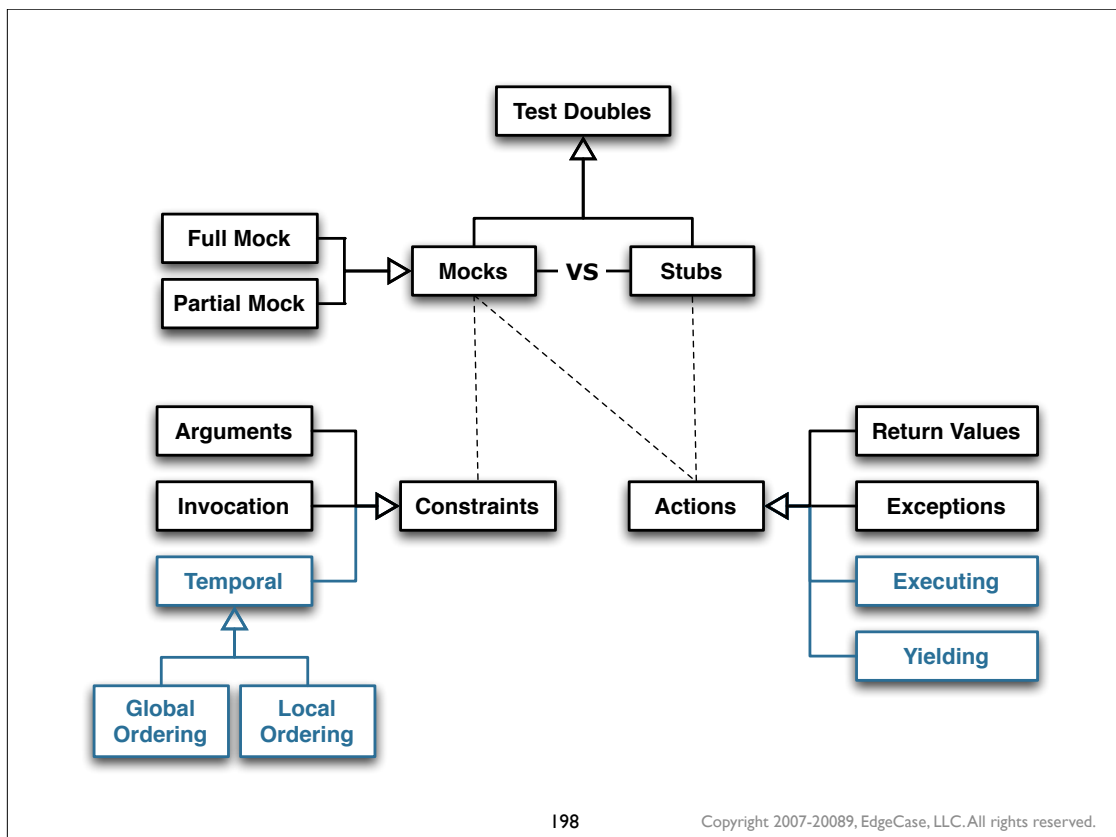 Test Doubles
Full Mock
Mocks
VS
Stubs
Partial Mock
Arguments
Return Values
Invocation
Constraints
Actions
Exceptions
Temporal
Executing
Yielding
Global
Ordering
Local
Ordering
198
Copyright 2007-20089, EdgeCase, LLC. All rights reserved.